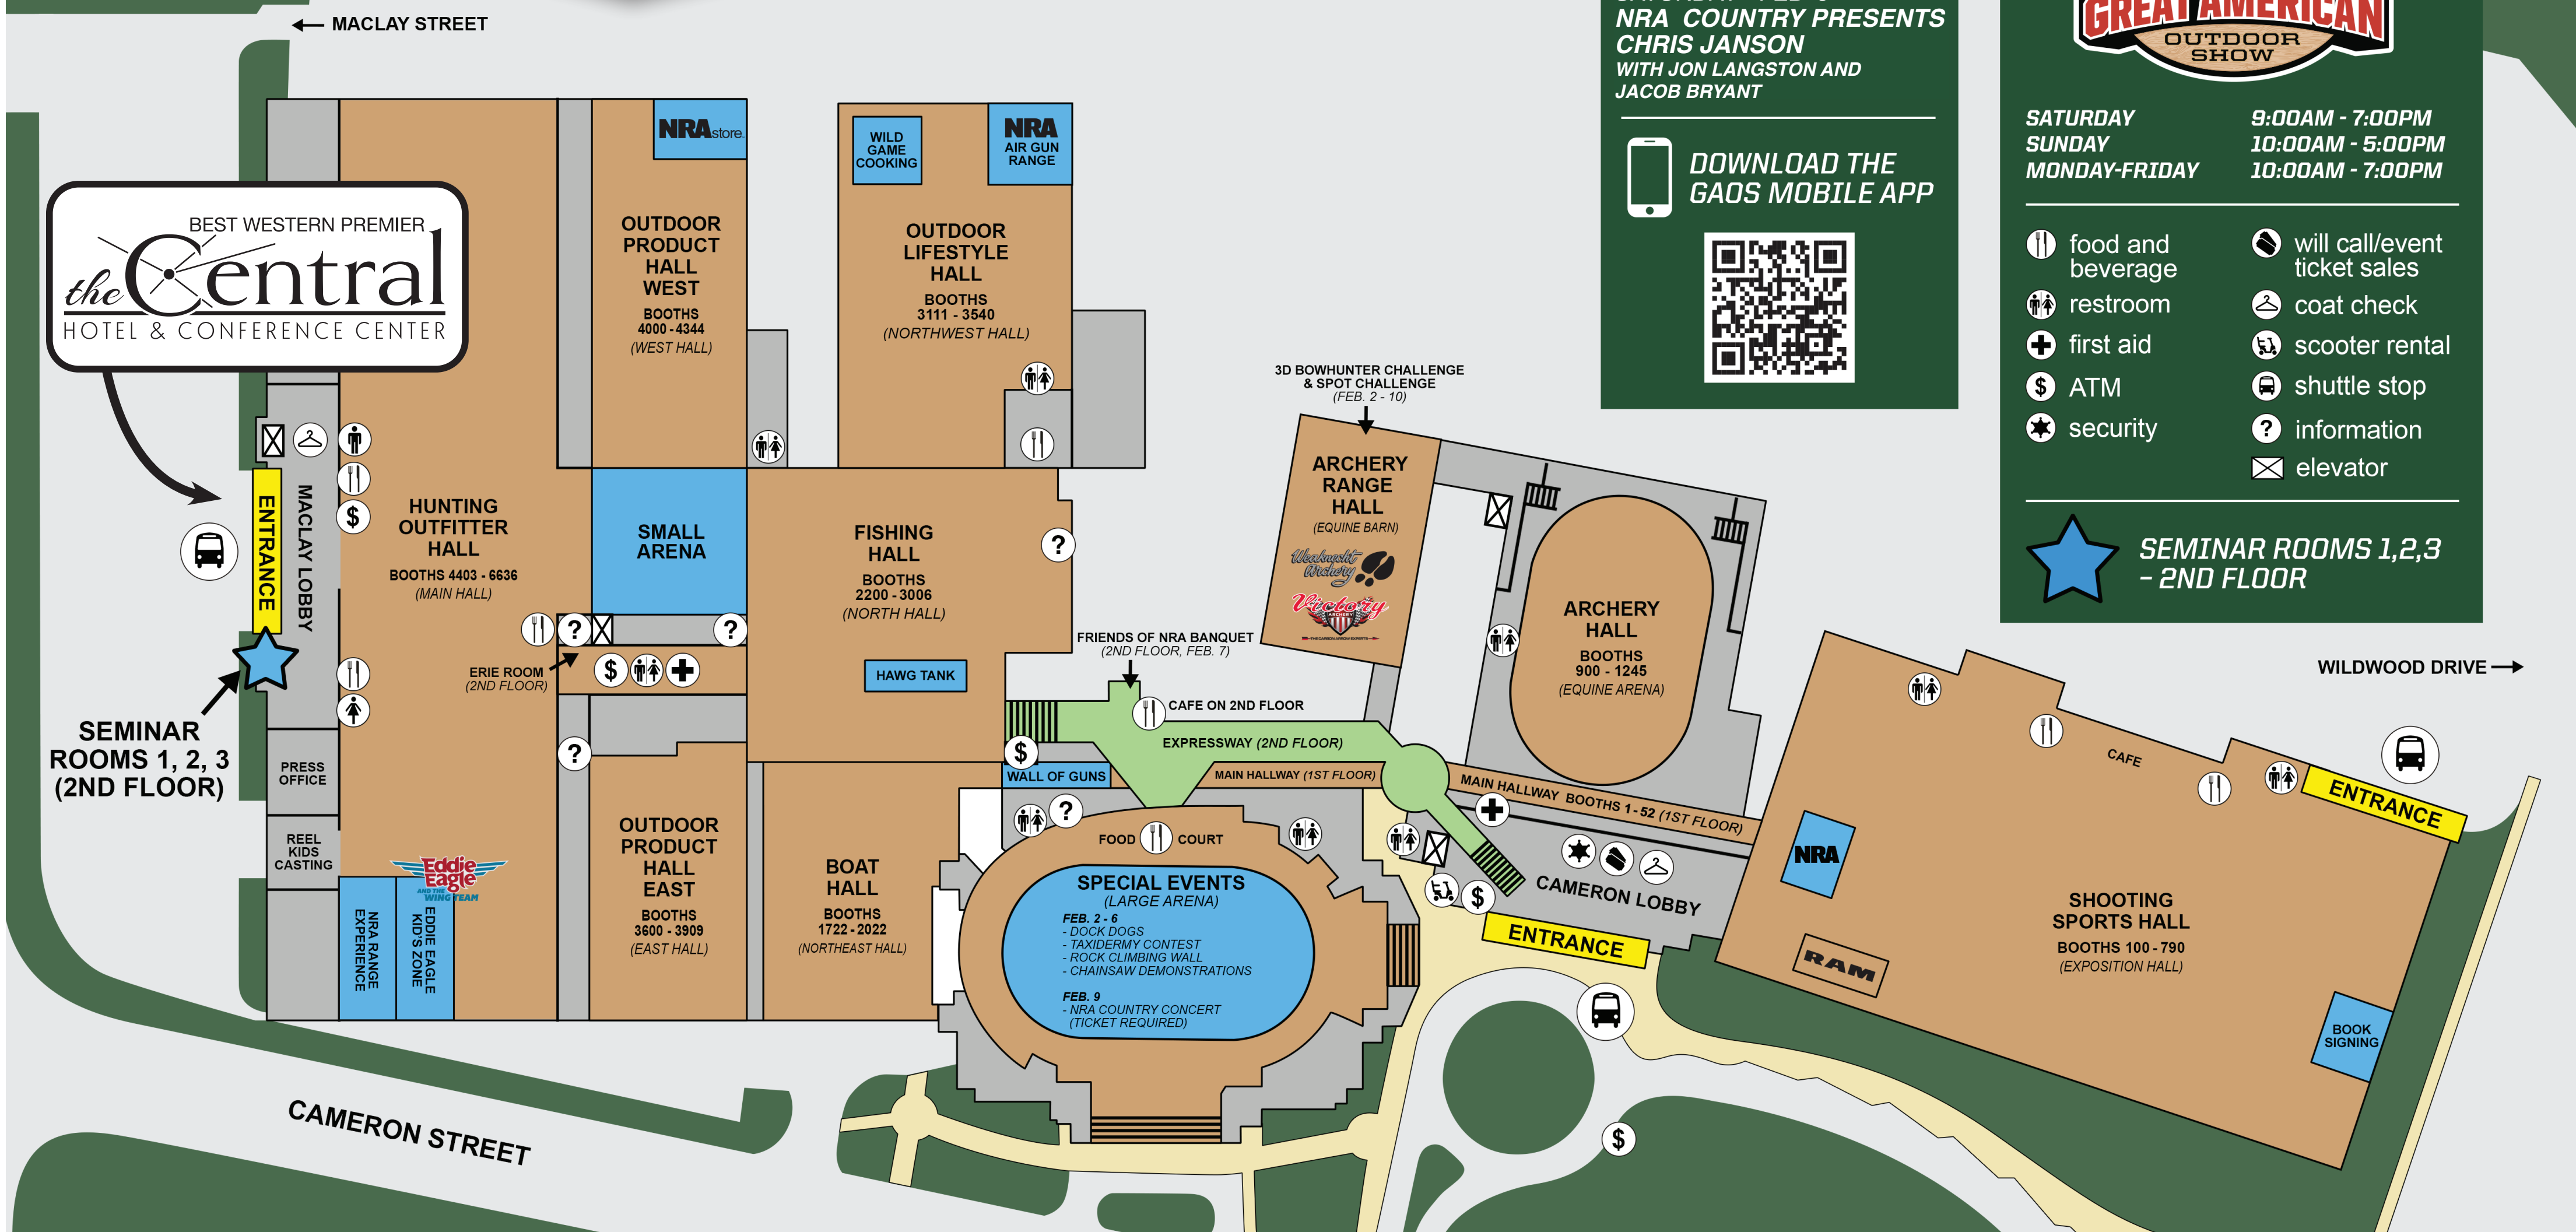 MACLAY STREET
BEST WESTERN PREMIER
the Central
HOTEL & CONFERENCE CENTER
ENTRANCE
MACLAY LOBBY
SEMINAR
ROOMS 1, 2, 3
(2ND FLOOR)
PRESS
OFFICE
REEL
KIDS
CASTING
HUNTING
OUTFITTER
HALL
BOOTHS 4403 - 6636
(MAIN HALL)
Eddie
Eagle
AND THE
WING TEAM
NRA RANGE
EXPERIENCE
EDDIE EAGLE
KID'S ZONE
NRAstore.
OUTDOOR
PRODUCT
HALL
WEST
BOOTHS
4000 - 4344
(WEST HALL)
SMALL
ARENA
?
?
ERIE ROOM
(2ND FLOOR)
$
$
?
OUTDOOR
PRODUCT
HALL
EAST
BOOTHS
3600 - 3909
(EAST HALL)
WILD
GAME
COOKING
NRA
AIR GUN
RANGE
OUTDOOR
LIFESTYLE
HALL
BOOTHS
3111 - 3540
(NORTHWEST HALL)
FISHING
HALL
BOOTHS
2200 - 3006
(NORTH HALL)
?
HAWG TANK
BOAT
HALL
BOOTHS
1722 - 2022
(NORTHEAST HALL)
FRIENDS OF NRA BANQUET
(2ND FLOOR, FEB. 7)
CAFE ON 2ND FLOOR
EXPRESSWAY (2ND FLOOR)
$
WALL OF GUNS
MAIN HALLWAY (1ST FLOOR)
?
FOOD COURT
SPECIAL EVENTS
(LARGE ARENA)
FEB. 2 - 6
- DOCK DOGS
- TAXIDERMY CONTEST
- ROCK CLIMBING WALL
- CHAINSAW DEMONSTRATIONS
FEB. 9
- NRA COUNTRY CONCERT
(TICKET REQUIRED)
3D BOWHUNTER CHALLENGE
& SPOT CHALLENGE
(FEB. 2 - 10)
ARCHERY
RANGE
HALL
(EQUINE BARN)
Archery
Victory
ARCHERY
ARCHERY
HALL
BOOTHS
900 - 1245
(EQUINE ARENA)
MAIN HALLWAY BOOTHS 1 - 52 (1ST FLOOR)
CAMERON LOBBY
$
ENTRANCE
$
NRA
RAM
CAFE
ENTRANCE
SHOOTING
SPORTS HALL
BOOTHS 100 - 790
(EXPOSITION HALL)
BOOK
SIGNING
WILDWOOD DRIVE
CAMERON STREET
NRA COUNTRY PRESENTS
CHRIS JANSON
WITH JON LANGSTON AND
JACOB BRYANT
DOWNLOAD THE
GAOS MOBILE APP
GREAT AMERICAN
OUTDOOR
SHOW
SATURDAY 9:00AM - 7:00PM
SUNDAY 10:00AM - 5:00PM
MONDAY-FRIDAY 10:00AM - 7:00PM
food and
beverage
restroom
first aid
$ ATM
security
will call/event
ticket sales
coat check
scooter rental
shuttle stop
? information
elevator
SEMINAR ROOMS 1,2,3
– 2ND FLOOR